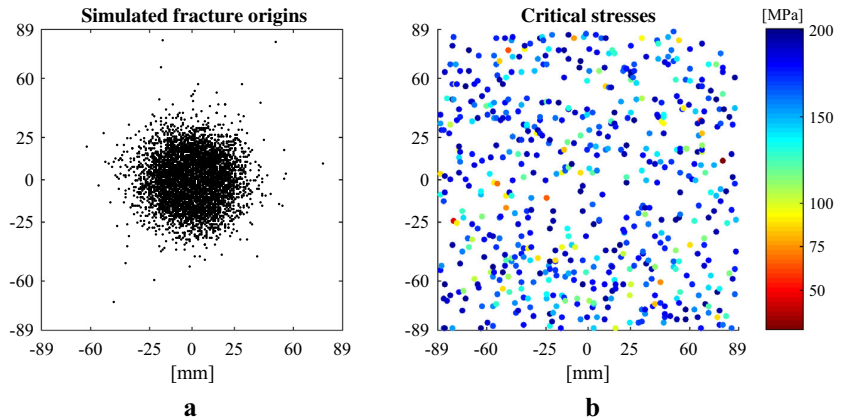 Simulated fracture origins
89
60
25
0
-25
-60
-89
-89 -60 -25 0 25 60 89
[mm]
a
Critical stresses
89
60
25
0
-25
-60
-89
-89 -60 -25 0 25 60 89
[mm]
b
[MPa]
200
150
100
75
50